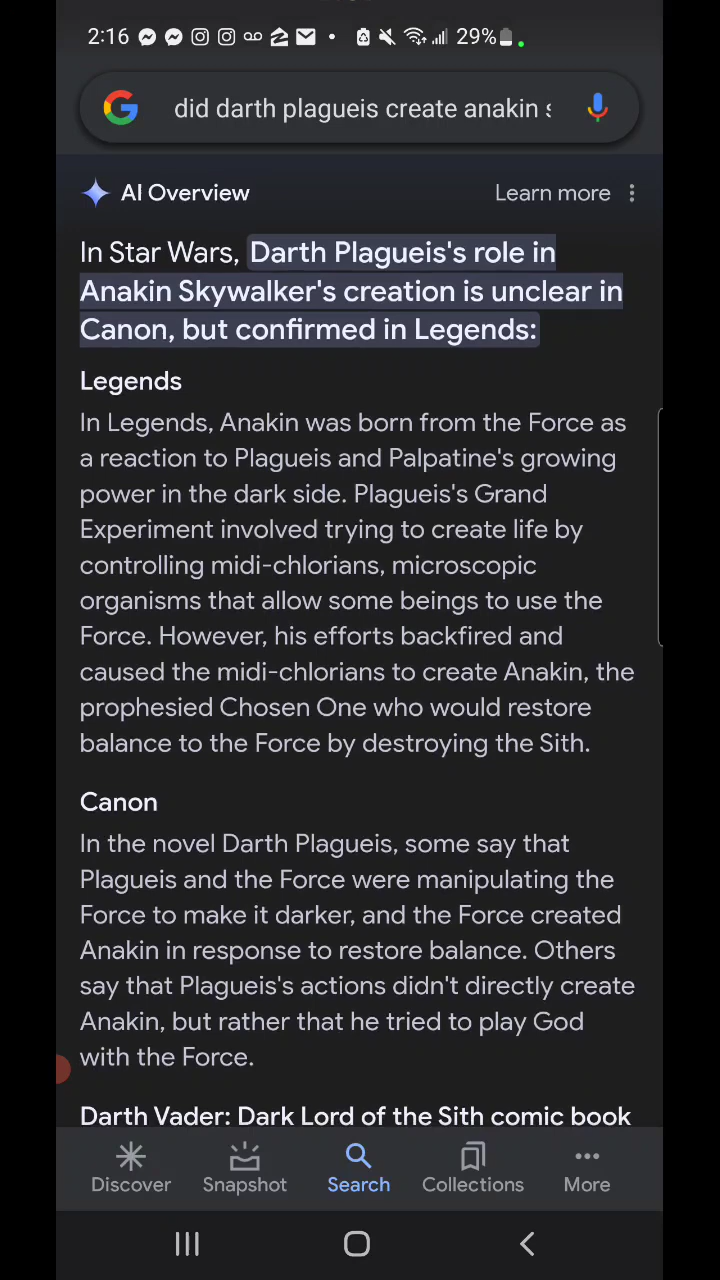 2:16 29%
did darth plagueis create anakin s
AI Overview Learn more
In Star Wars, Darth Plagueis's role in
Anakin Skywalker's creation is unclear in
Canon, but confirmed in Legends:
Legends
In Legends, Anakin was born from the Force as
a reaction to Plagueis and Palpatine's growing
power in the dark side. Plagueis's Grand
Experiment involved trying to create life by
controlling midi-chlorians, microscopic
organisms that allow some beings to use the
Force. However, his efforts backfired and
caused the midi-chlorians to create Anakin, the
prophesied Chosen One who would restore
balance to the Force by destroying the Sith.
Canon
In the novel Darth Plagueis, some say that
Plagueis and the Force were manipulating the
Force to make it darker, and the Force created
Anakin in response to restore balance. Others
say that Plagueis's actions didn't directly create
Anakin, but rather that he tried to play God
with the Force.
Darth Vader: Dark Lord of the Sith comic book
Discover Snapshot Search Collections More